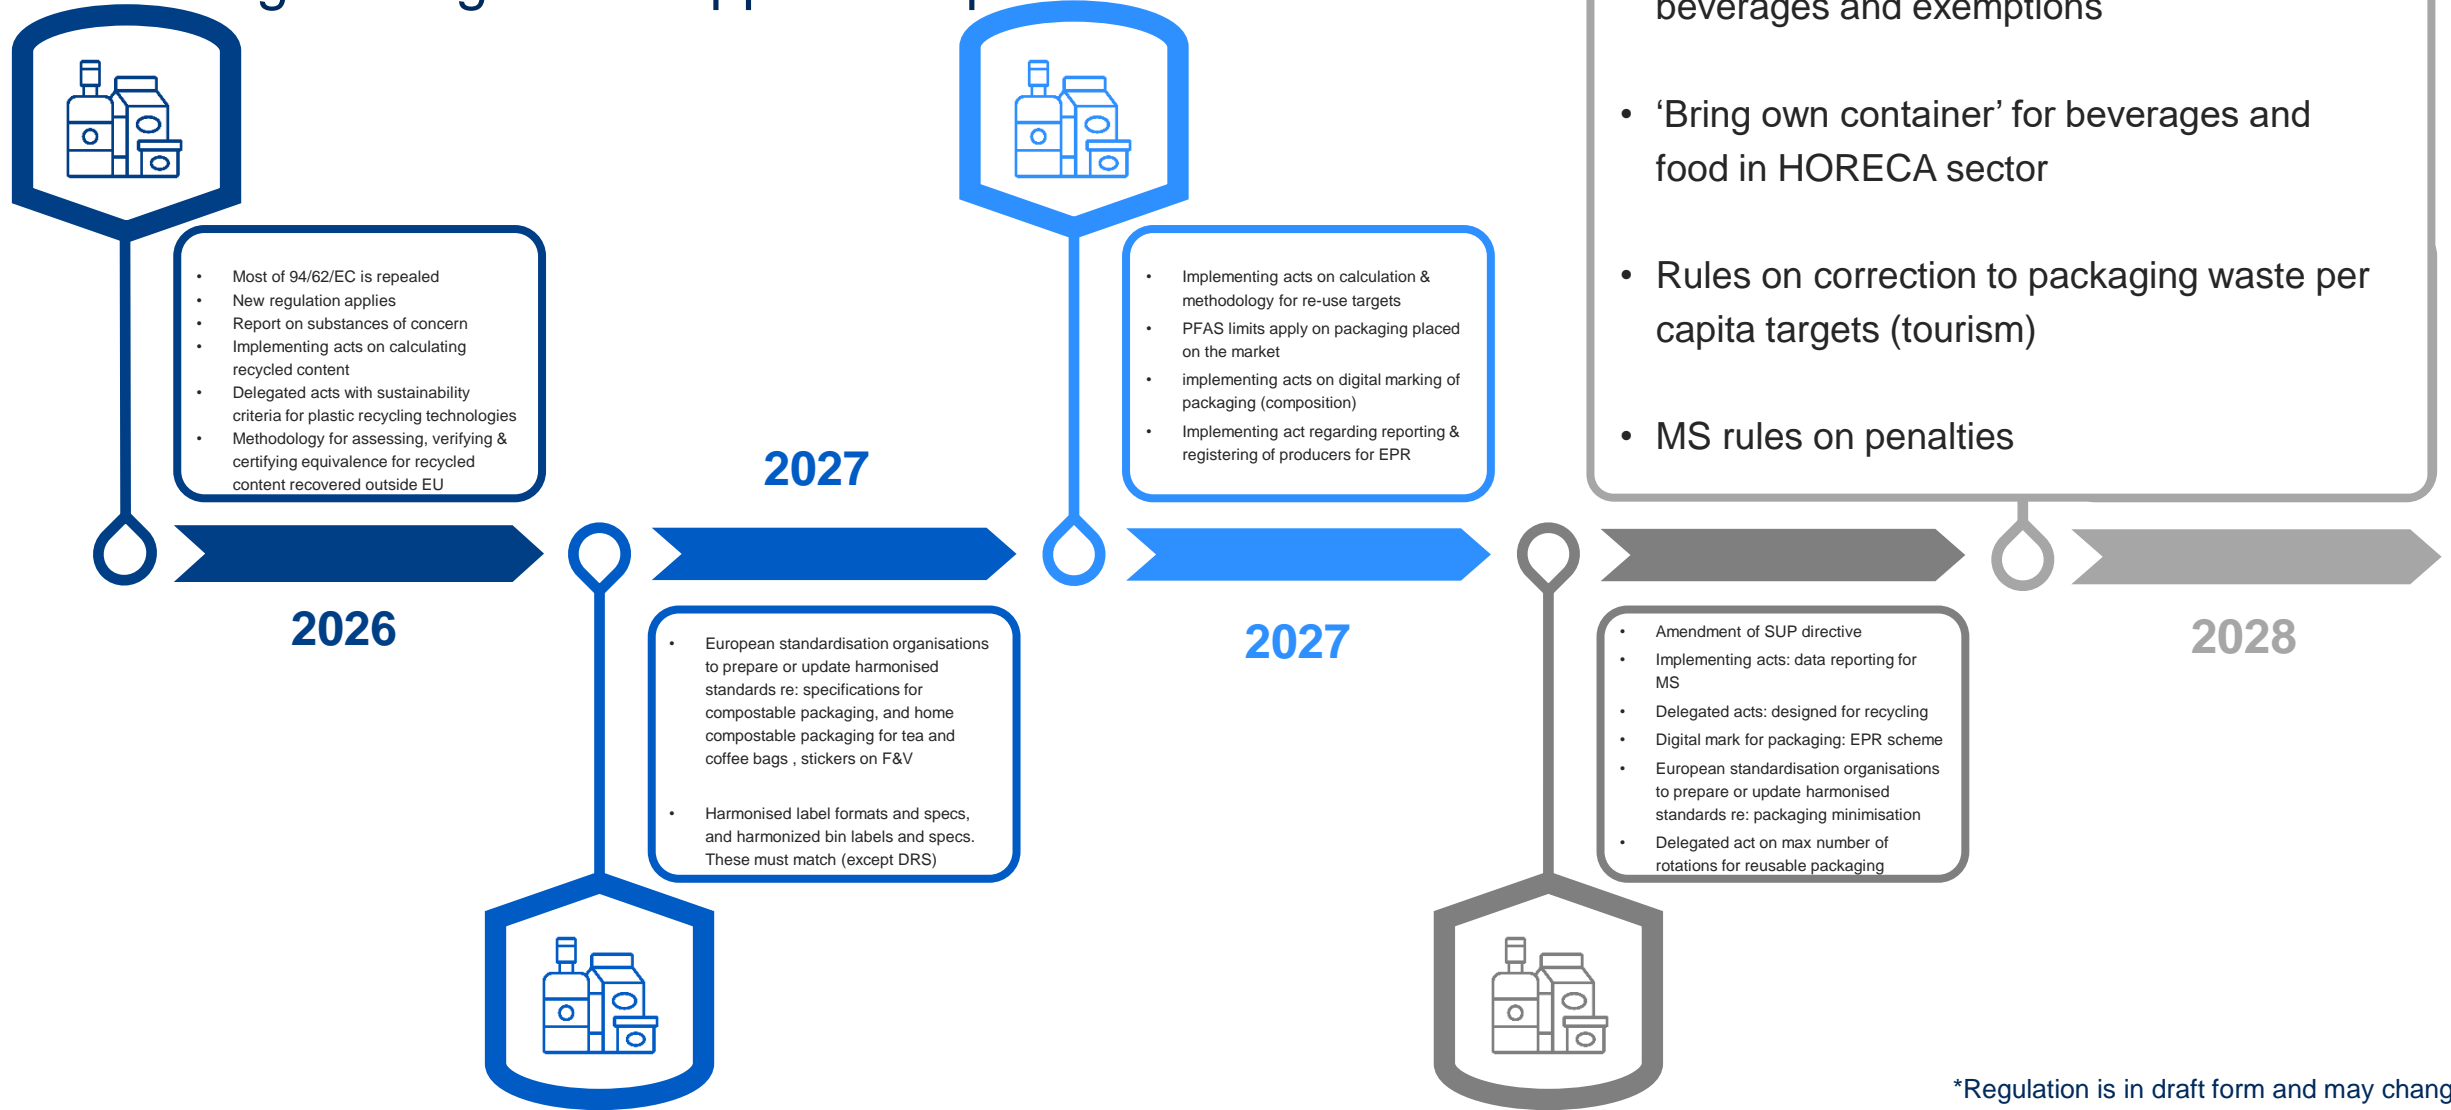 beverages and exemptions
• ‘Bring own container’ for beverages and
food in HORECA sector
• Rules on correction to packaging waste per
capita targets (tourism)
• MS rules on penalties
• Most of 94/62/EC is repealed
• New regulation applies
• Report on substances of concern
• Implementing acts on calculating
recycled content
• Delegated acts with sustainability
criteria for plastic recycling technologies
• Methodology for assessing, verifying &
certifying equivalence for recycled
content recovered outside EU
2026
2027
• European standardisation organisations
to prepare or update harmonised
standards re: specifications for
compostable packaging, and home
compostable packaging for tea and
coffee bags , stickers on F&V
• Harmonised label formats and specs,
and harmonized bin labels and specs.
These must match (except DRS)
• Implementing acts on calculation &
methodology for re-use targets
• PFAS limits apply on packaging placed
on the market
• implementing acts on digital marking of
packaging (composition)
• Implementing act regarding reporting &
registering of producers for EPR
2027
• Amendment of SUP directive
• Implementing acts: data reporting for
MS
• Delegated acts: designed for recycling
• Digital mark for packaging: EPR scheme
• European standardisation organisations
to prepare or update harmonised
standards re: packaging minimisation
• Delegated act on max number of
rotations for reusable packaging
2028
*Regulation is in draft form and may chang